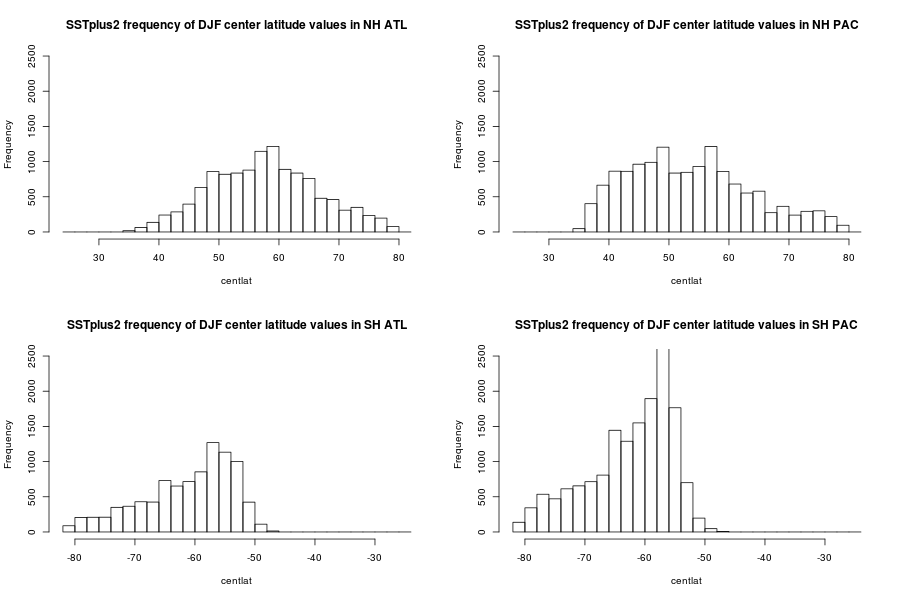 SSTplus2 frequency of DJF center latitude values in NH ATL
Frequency
2500
2000
1500
1000
500
0
30 40 50 60 70 80
centlat
SSTplus2 frequency of DJF center latitude values in NH PAC
Frequency
2500
2000
1500
1000
500
0
30 40 50 60 70 80
centlat
SSTplus2 frequency of DJF center latitude values in SH ATL
Frequency
2500
2000
1500
1000
500
0
-80 -70 -60 -50 -40 -30
centlat
SSTplus2 frequency of DJF center latitude values in SH PAC
Frequency
2500
2000
1500
1000
500
0
-80 -70 -60 -50 -40 -30
centlat